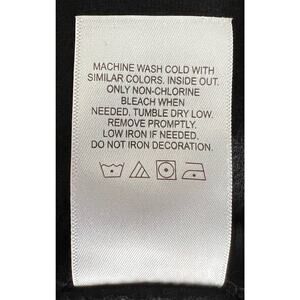 MACHINE WASH COLD WITH
SIMILAR COLORS. INSIDE OUT.
ONLY NON-CHLORINE
BLEACH WHEN
NEEDED. TUMBLE DRY LOW.
REMOVE PROMPTLY.
LOW IRON IF NEEDED.
DO NOT IRON DECORATION.